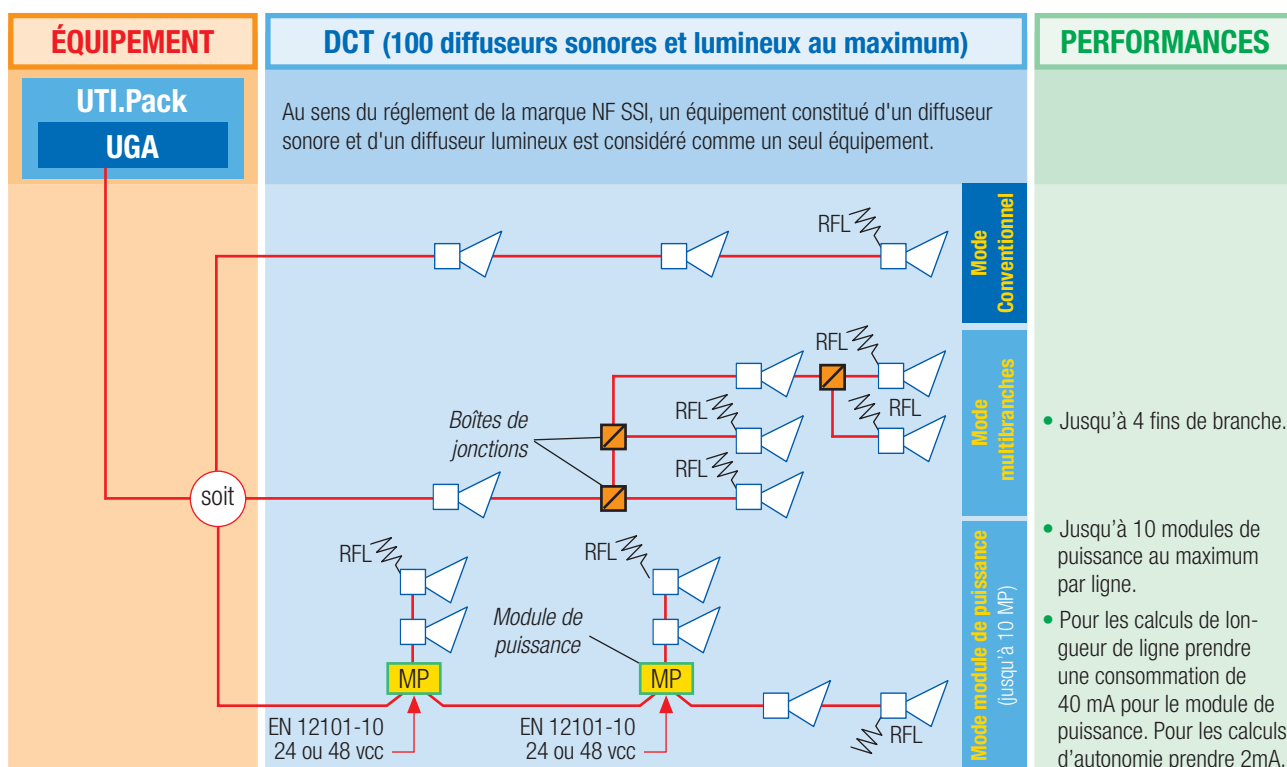 ÉQUIPEMENT
DCT (100 diffuseurs sonores et lumineux au maximum)
PERFORMANCES
UTI.Pack
UGA
Au sens du réglement de la marque NF SSI, un équipement constitué d'un diffuseur
sonore et d'un diffuseur lumineux est considéré comme un seul équipement.
RFL
Mode
Conventionnel
RFL
RFL
RFL
RFL
Boîtes de
jonctions
Mode
multibranches
• Jusqu'à 4 fins de branche.
soit
RFL
RFL
Module de
puissance
MP
MP
EN 12101-10
24 ou 48 vcc
EN 12101-10
24 ou 48 vcc
RFL
Mode module de puissance
(jusqu'à 10 MP)
• Jusqu'à 10 modules de
puissance au maximum
par ligne.
• Pour les calculs de lon-
gueur de ligne prendre
une consommation de
40 mA pour le module de
puissance. Pour les calculs
d'autonomie prendre 2mA.